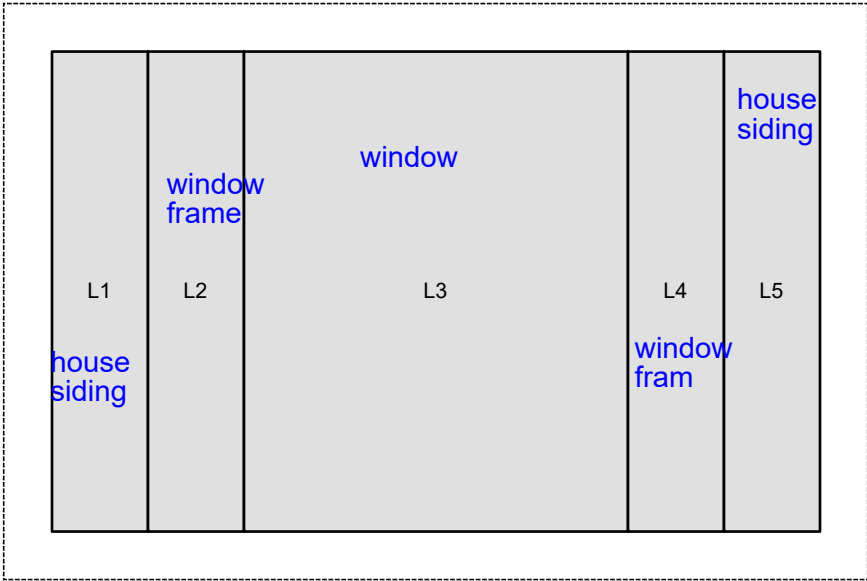 house
siding
window
window
frame
L1
L2
L3
L4
L5
house
siding
window
fram